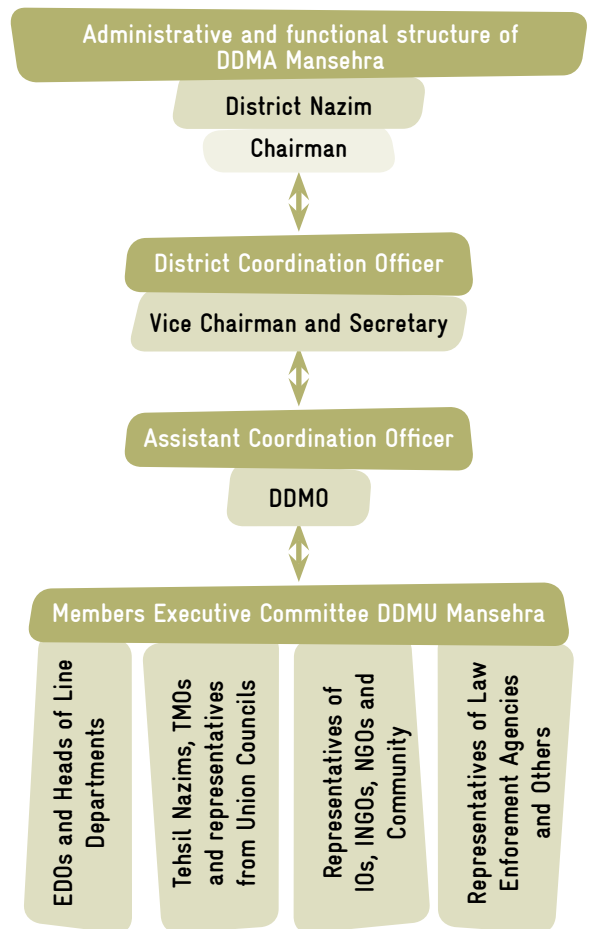 Administrative and functional structure of
DDMA Mansehra
District Nazim
Chairman
District Coordination Officer
Vice Chairman and Secretary
Assistant Coordination Officer
DDMO
Members Executive Committee DDMU Mansehra
EDOs and Heads of Line
Departments
Tehsil Nazims, TMOs
and representatives
from Union Councils
Representatives of
IOs, INGOs, NGOs and
Community
Representatives of Law
Enforement Agencies
and Others